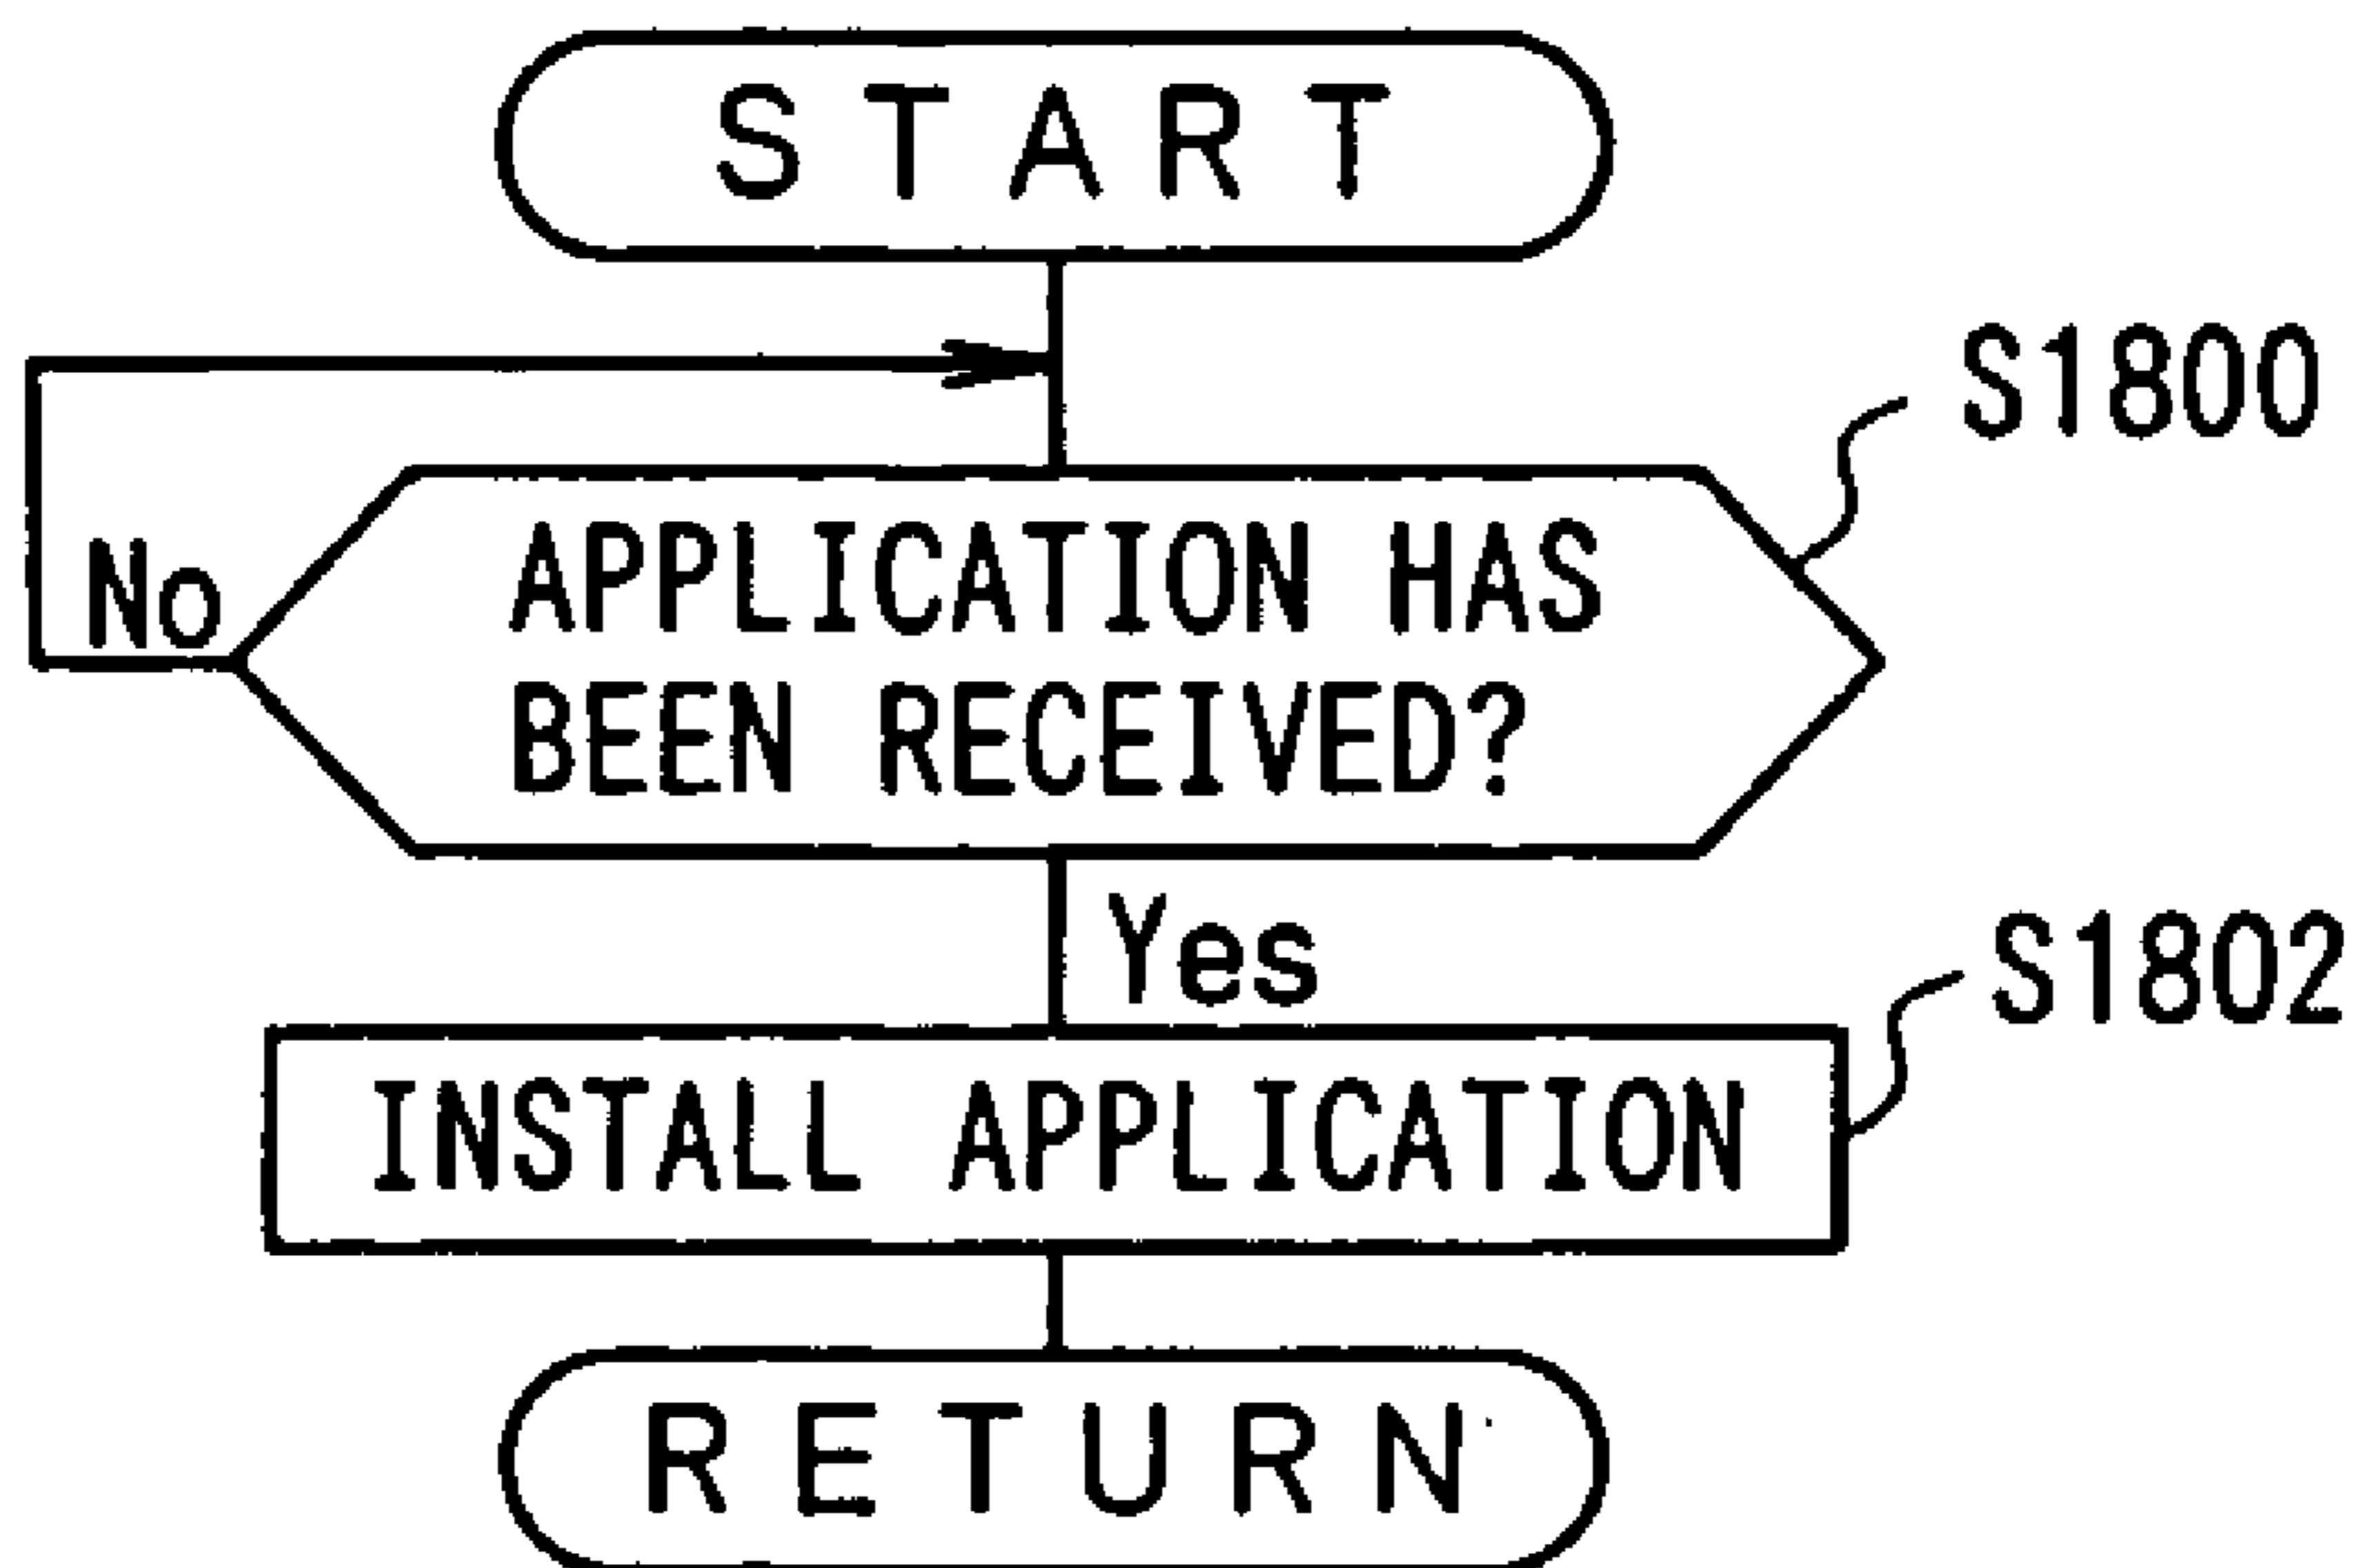 START
S1800
No
APPLICATION HAS
BEEN RECEIVED?
Yes
S1802
INSTALL APPLICATION
RETURN